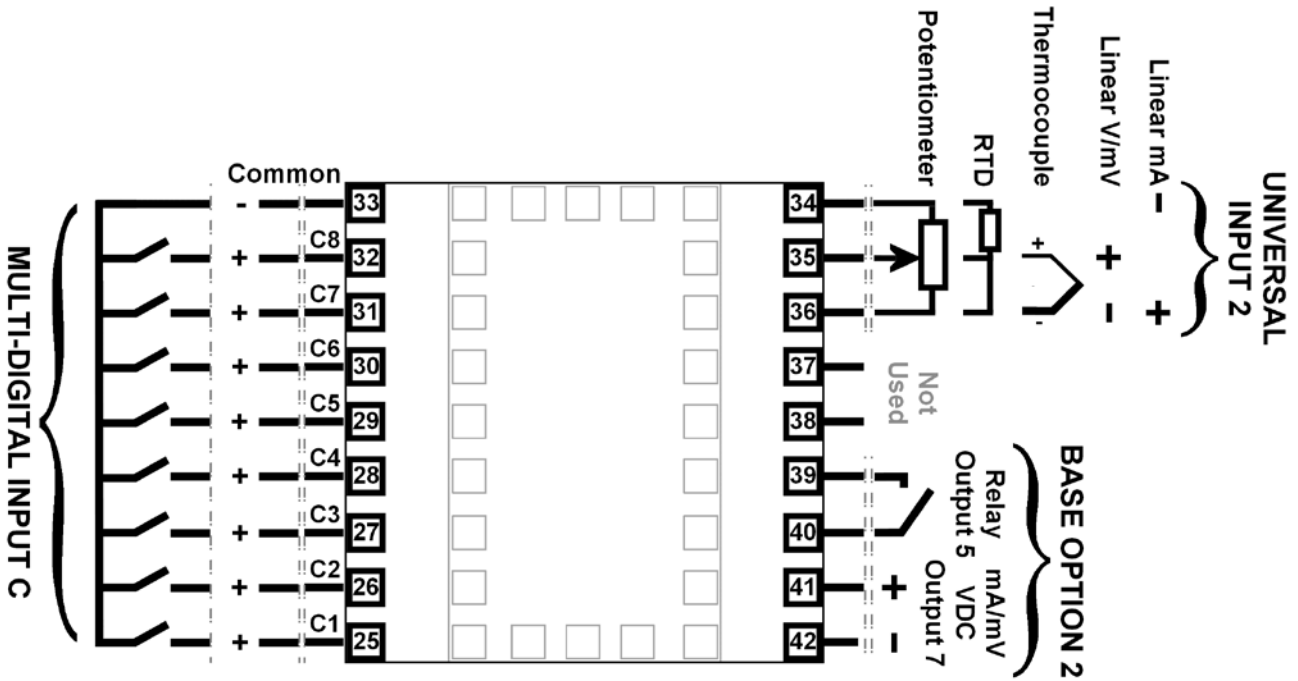 UNIVERSAL
INPUT 2
Linear mA
Linear V/mV
Thermocouple
RTD
Potentiometer
- +
+ -
+ -
Not
Used
BASE OPTION 2
Relay mA/mV
Output 5 VDC
Output 7
+ -
Common
- 33
+ C8 32
+ C7 31
+ C6 30
+ C5 29
+ C4 28
+ C3 27
+ C2 26
+ C1 25
34
35
36
37
38
39
40
41
42
MULTI-DIGITAL INPUT C